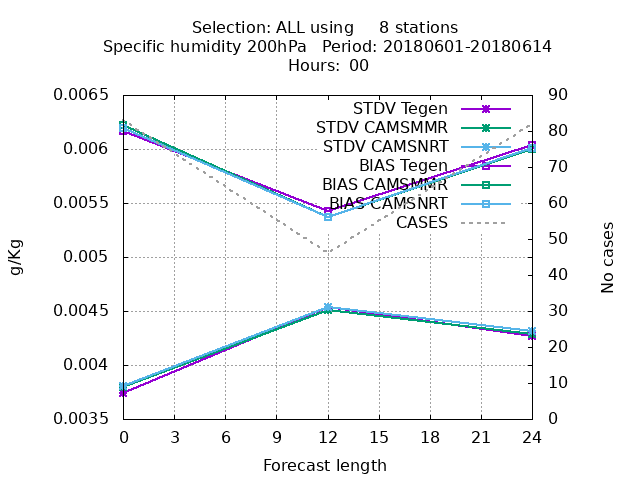 Selection: ALL using     8 stations
Specific humidity 200hPa   Period: 20180601-20180614
Hours: 00
STDV Tegen
STDV CAMSMMR
STDV CAMSNRT
BIAS Tegen
BIAS CAMSMMR
BIAS CAMSNRT
CASES
0.0065
0.006
0.0055
0.005
0.0045
0.004
0.0035
g/Kg
90
80
70
60
50
40
30
20
10
0
No cases
0 3 6 9 12 15 18 21 24
Forecast length